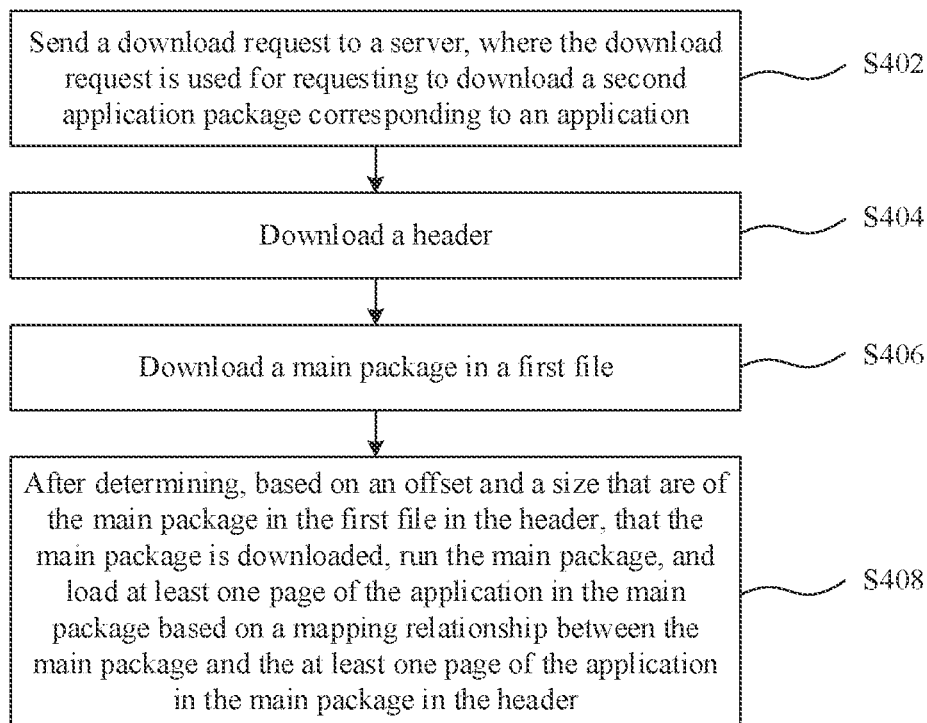 Send a download request to a server, where the download
request is used for requesting to download a second
application package corresponding to an application
S402
Download a header
S404
Download a main package in a first file
S406
After determining, based on an offset and a size that are of
the main package in the first file in the header, that the
main package is downloaded, run the main package, and
load at least one page of the application in the main
package based on a mapping relationship between the
main package and the at least one page of the application
in the main package in the header
S408